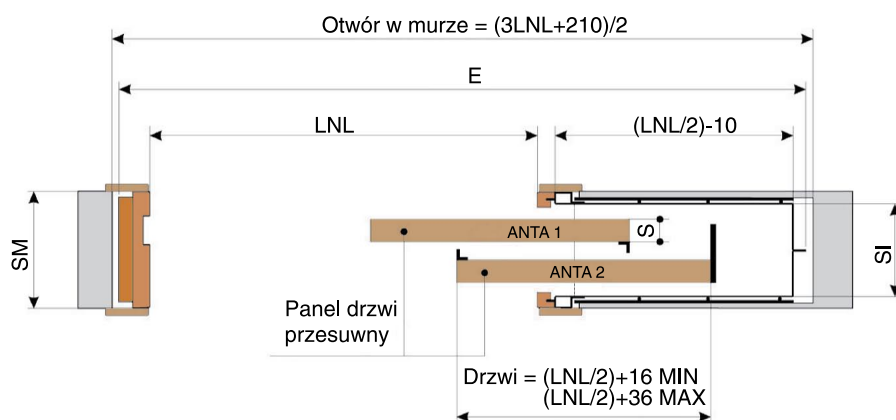 Otwór w murze = (3LNL+210)/2
E
LNL
(LNL/2)-10
SM
ANTA 1
S
SI
ANTA 2
Panel drzwi
przesuwny
Drzwi = (LNL/2)+16 MIN
(LNL/2)+36 MAX